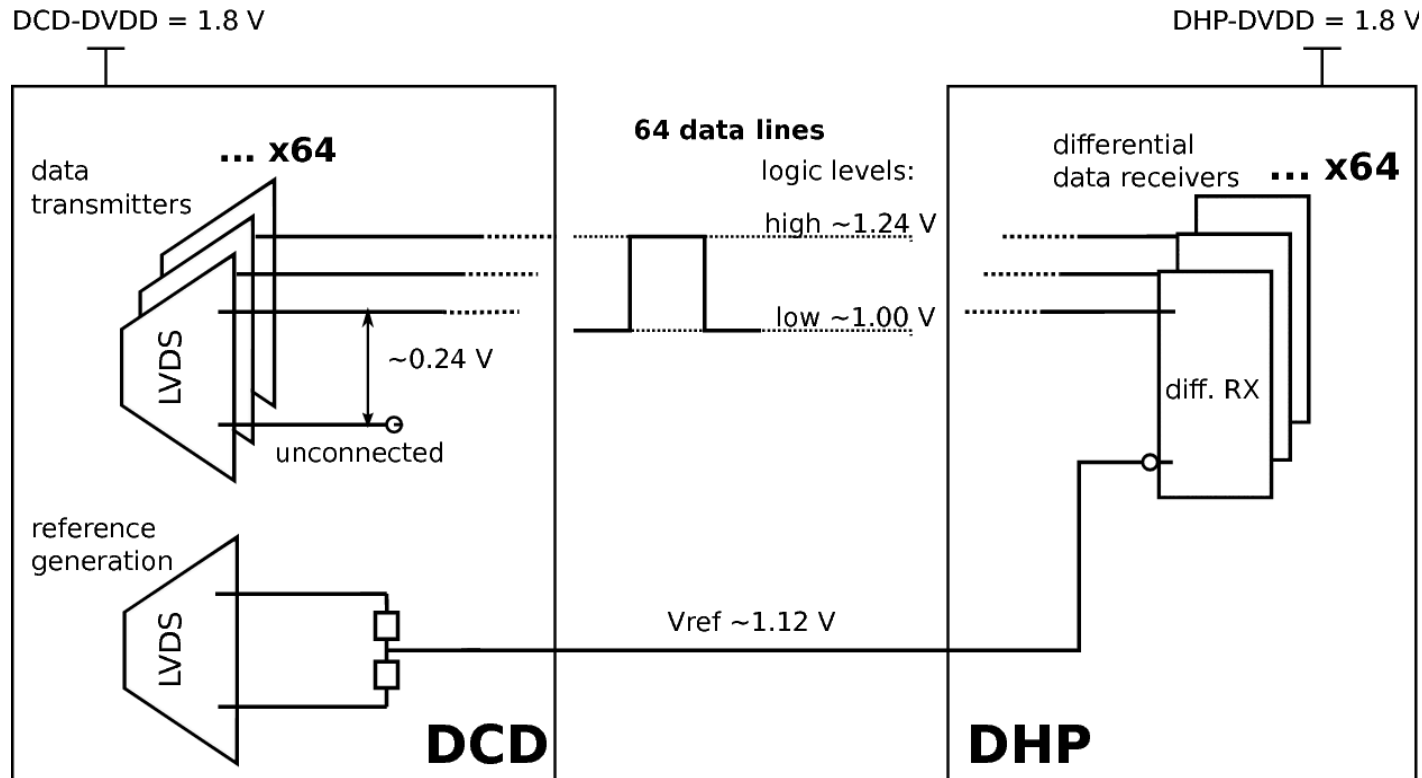 DCD-DVDD = 1.8 V
DHP-DVDD = 1.8 V
data
transmitters
... x64
64 data lines
logic levels:
high ~1.24 V
low ~1.00 V
differential
data receivers
... x64
LVDS
~0.24 V
unconnected
diff. RX
reference
generation
LVDS
Vref ~1.12 V
DCD
DHP